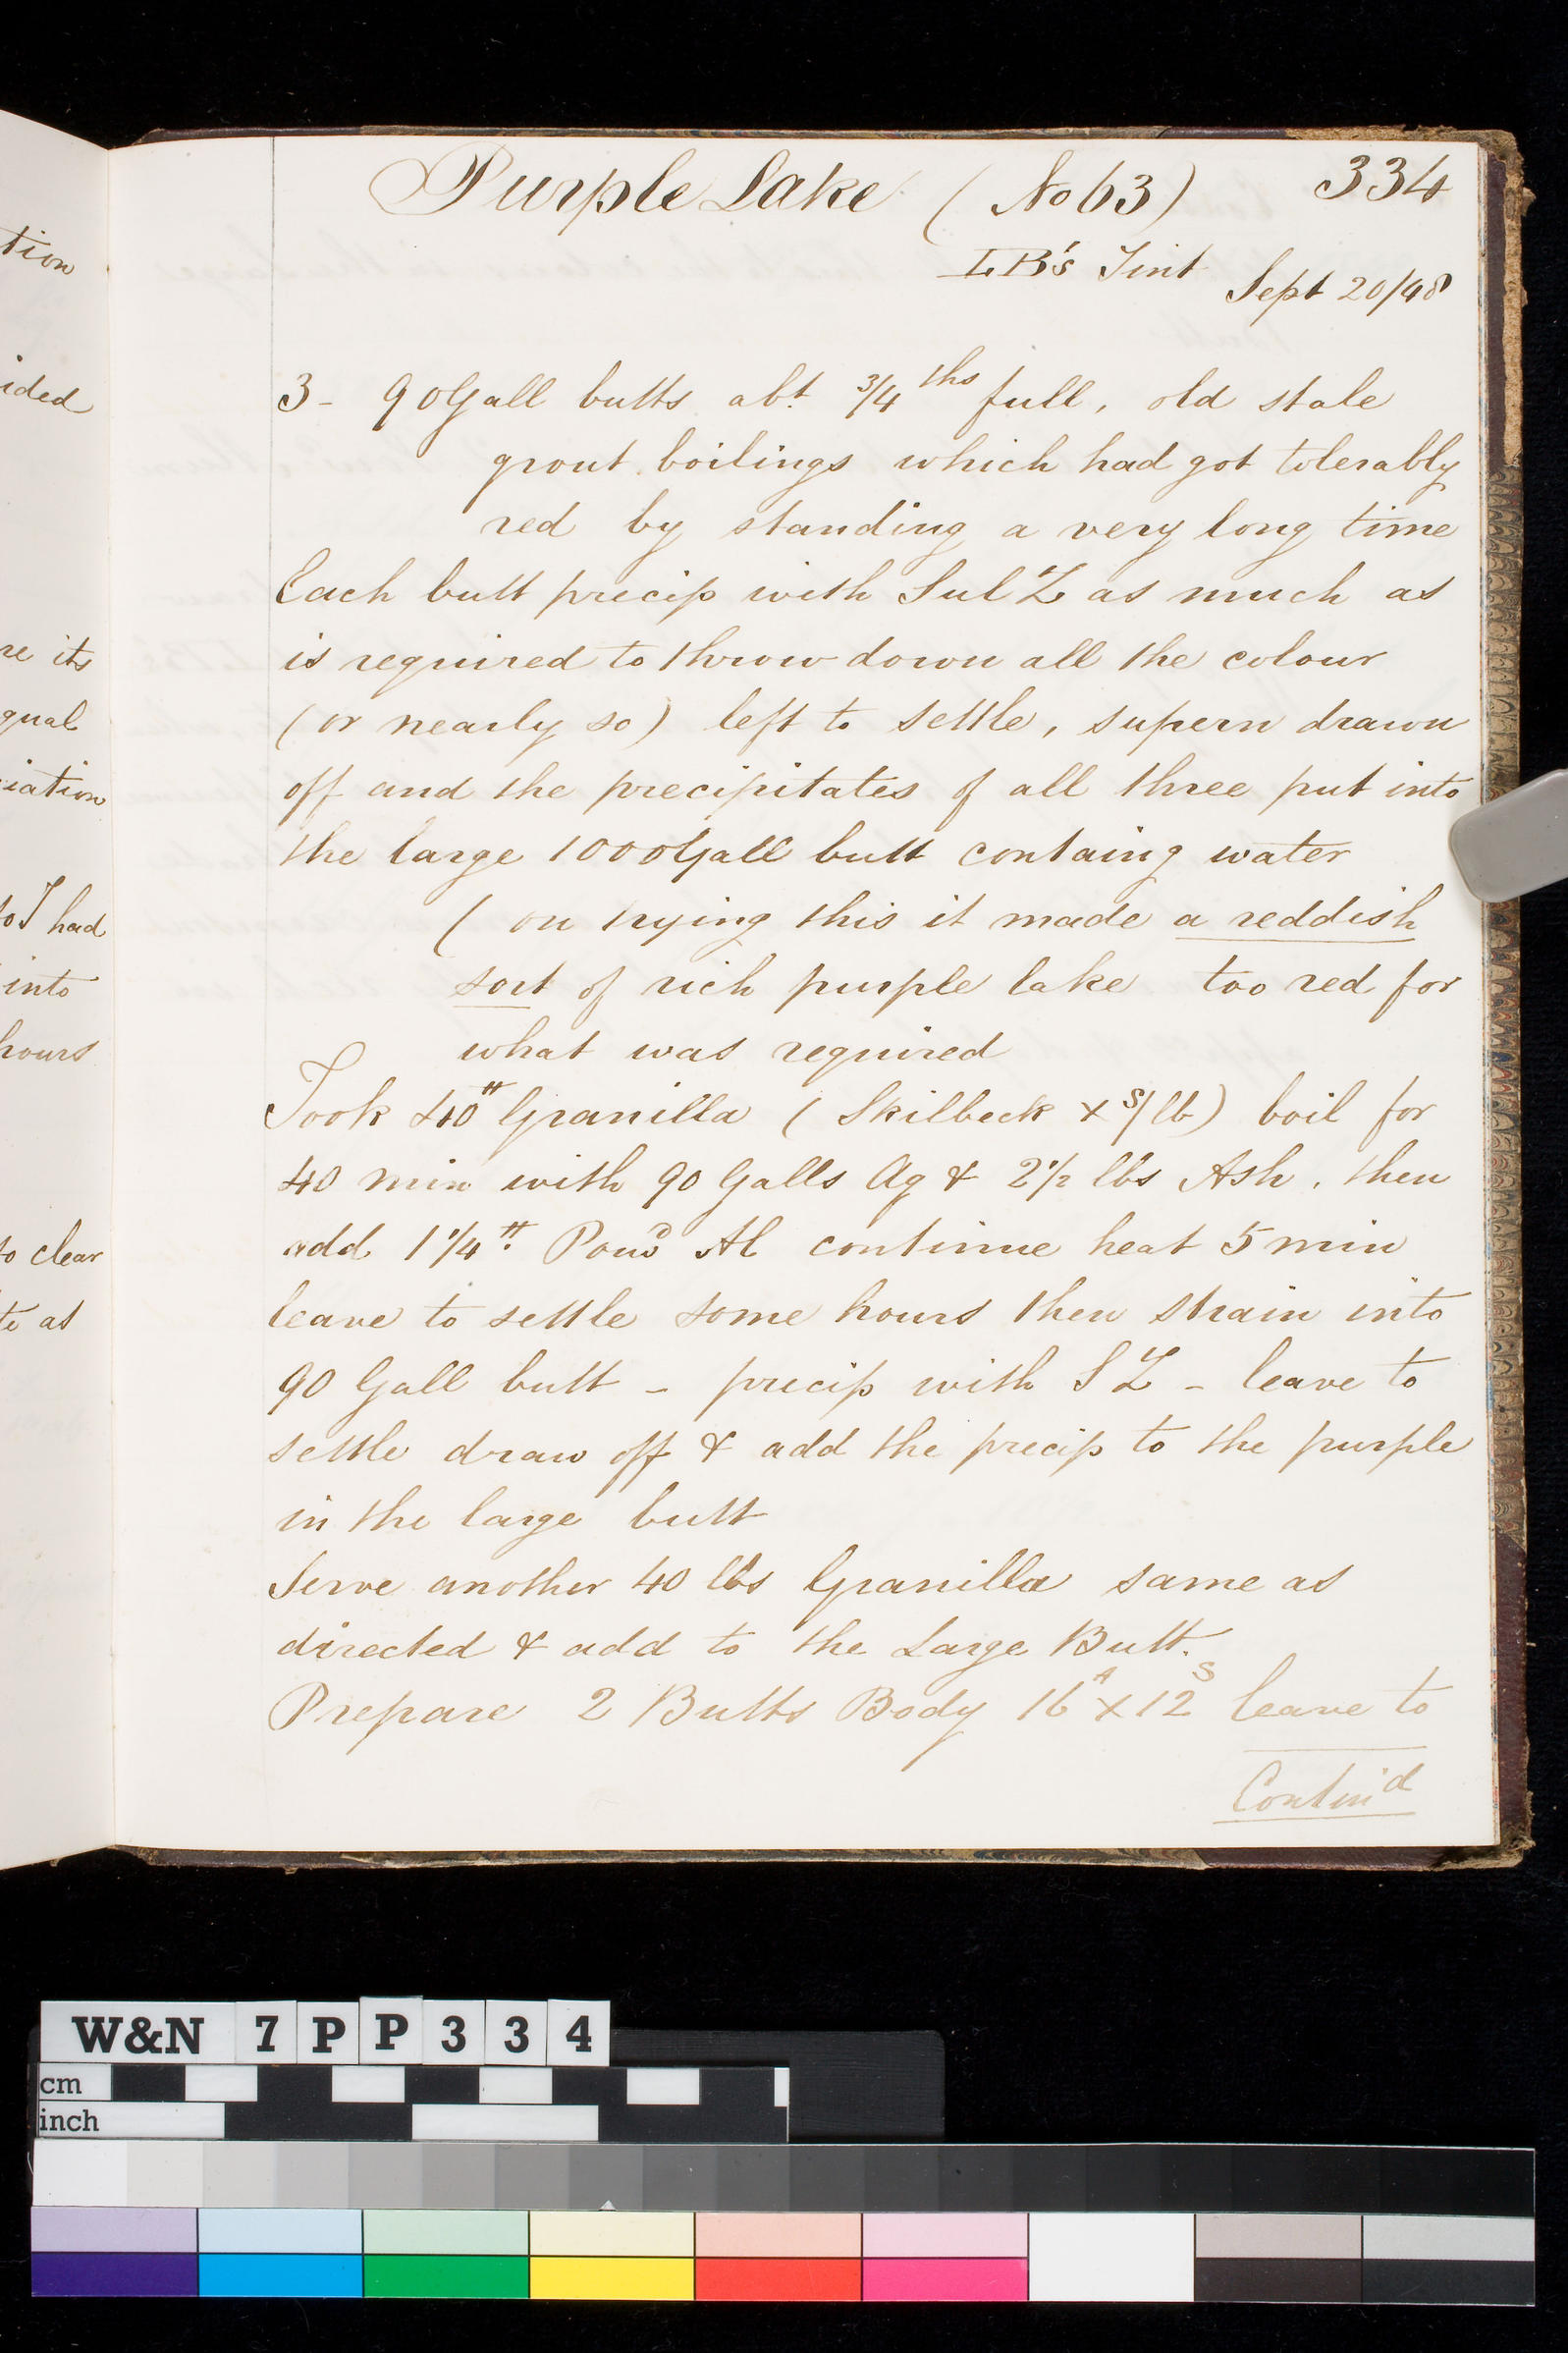 Purple Lake (No 63) 334
LB's Tint
Sept 20/48
3 - 90 Gall butts abt 3/4 ths full, old stale
grout boilings which had got tolerably
red by standing a very long time
Each butt precip with Sul Z as much as
is required to throw down all the colour
(or nearly so) left to settle, supern drawn
off and the precipitates of all three put into
the large 1000 Gall butt containg water
( on trying this it made a reddish
sort of rich purple lake too red for
what was required
Took 40 # Granilla ( Skilbeck x s/lb) boil for
40 min with 90 Galls Aq & 2 1/2 lbs Ash, then
add 1 1/4 # Powd Al continue heat 5 min
leave to settle some hours then strain into
90 Gall butt - precip with S Z - leave to
settle draw off & add the precip to the purple
in the large butt
Serve another 40 lbs Granilla same as
directed & add to the Large Butt.
Prepare 2 Butts Body 16 A x 12 S leave to
Contind
tion
ided
re its
qual
iation
to I had
into
hours
to clear
te at
W&N 7 P P 3 3 4
cm
inch